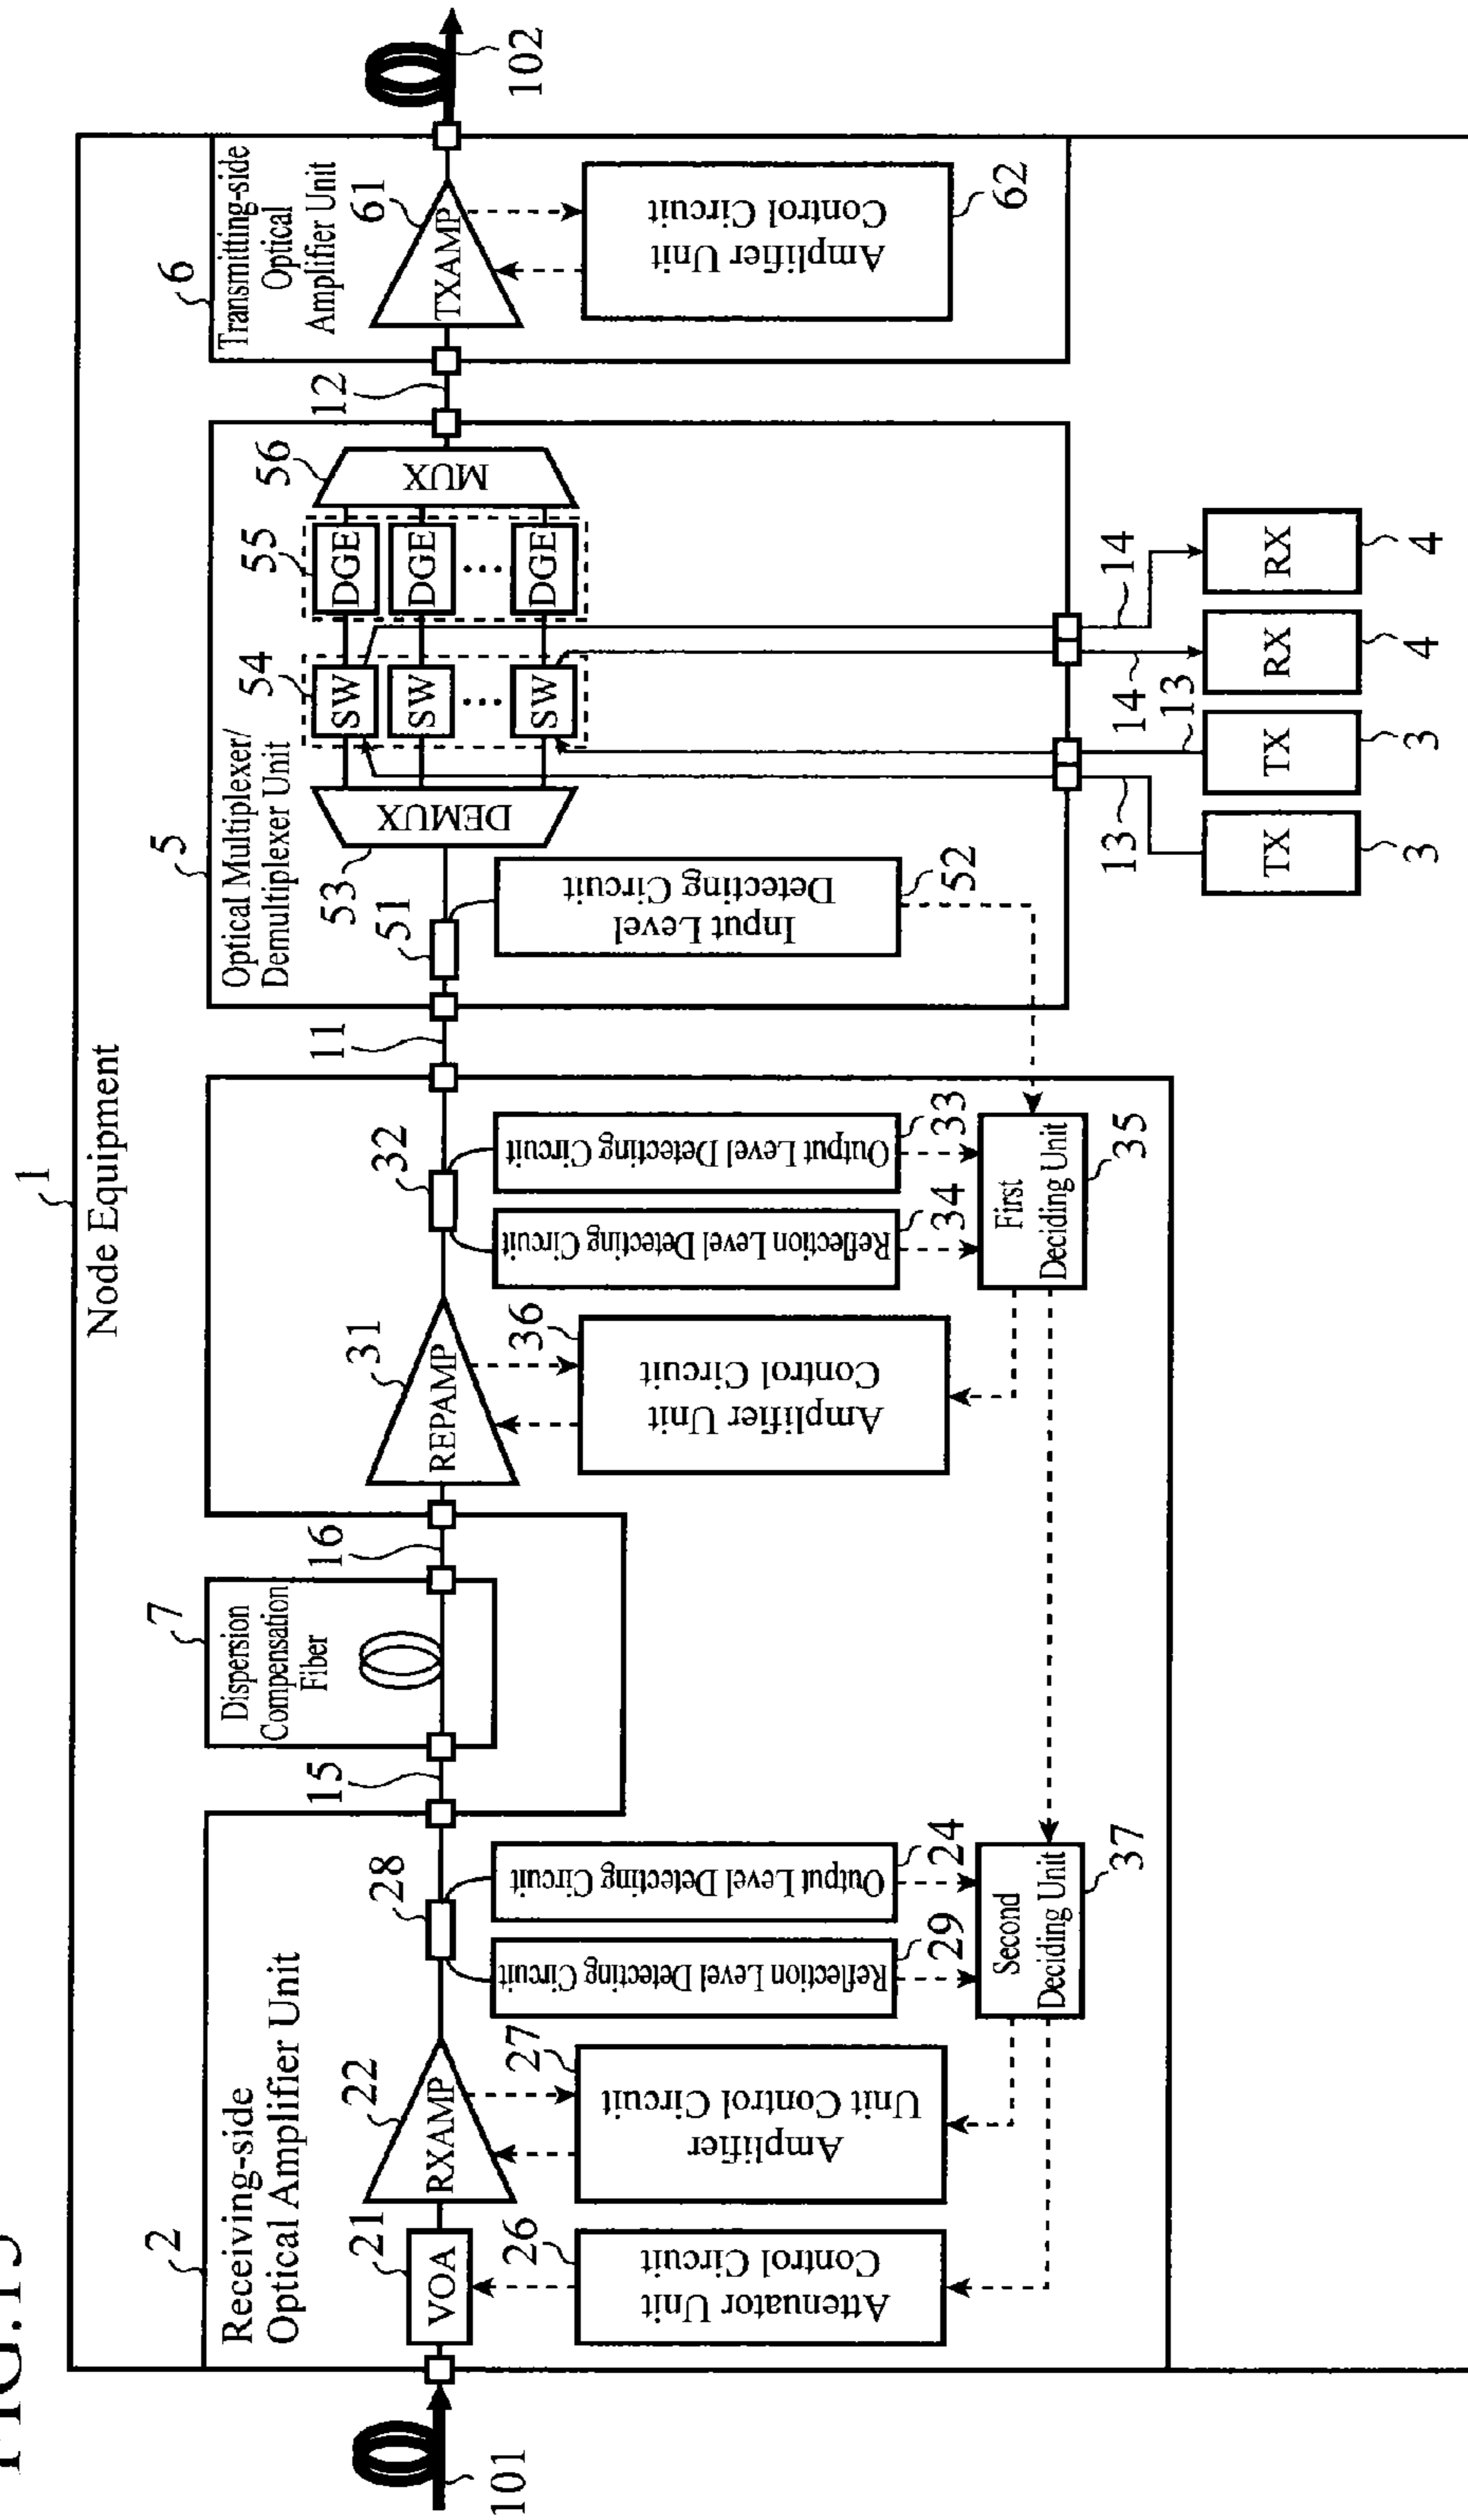 1
Node Equipment
2
Receiving-side
Optical Amplifier Unit
101
21
VOA
26
Attenuator Unit
Control Circuit
22
RXAMP
27
Amplifier
Unit Control Circuit
28
Reflection Level Detecting Circuit
29
Output Level Detecting Circuit
24
Second
Deciding Unit
37
15
7
Dispersion
Compensation
Fiber
16
31
REPAMP
36
Amplifier Unit
Control Circuit
32
Reflection Level Detecting Circuit
34
Output Level Detecting Circuit
33
First
Deciding Unit
35
11
5
Optical Multiplexer/
Demultiplexer Unit
51
Input Level
Detecting Circuit
52
53
DEMUX
54
SW
SW
...
SW
55
DGE
DGE
...
DGE
56
MUX
13
13
14
14
TX
3
TX
3
RX
4
RX
4
12
6
Transmitting-side
Optical
Amplifier Unit
61
TXAMP
Amplifier Unit
Control Circuit
62
102